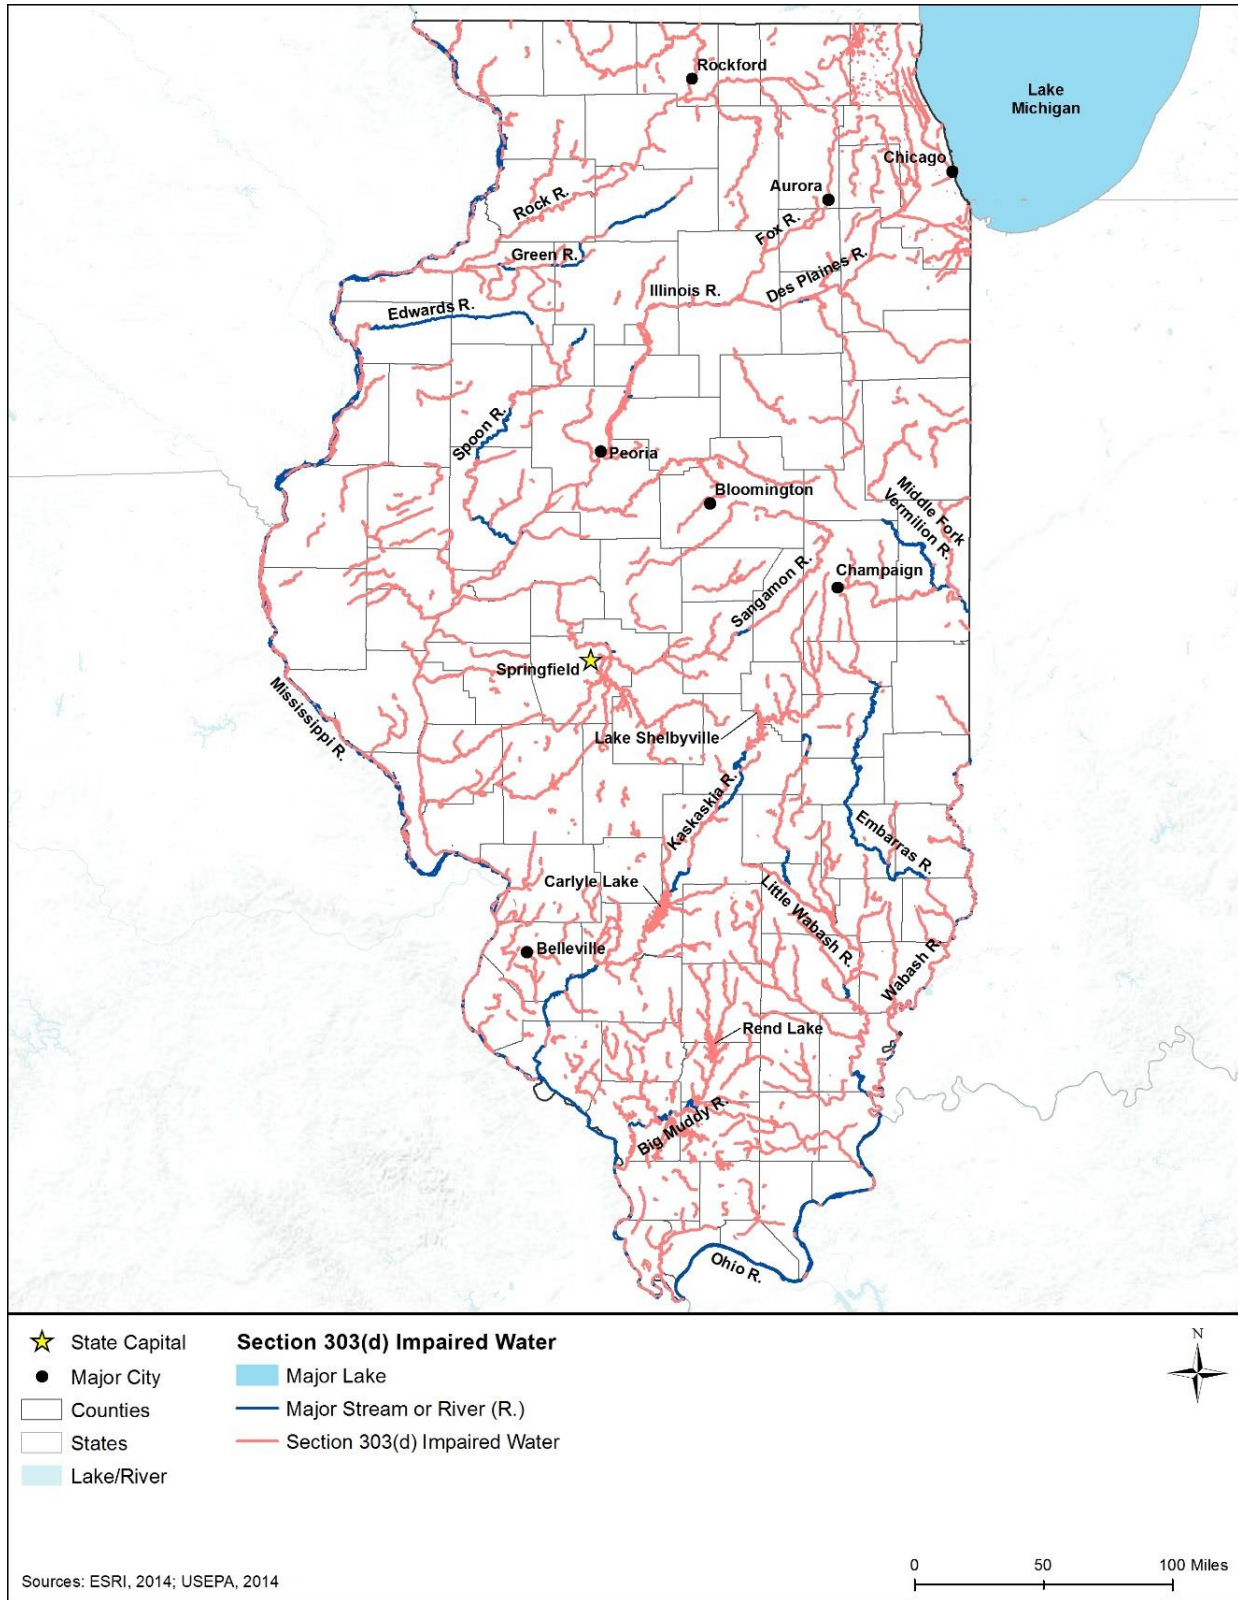 Rockford
Lake
Michigan
Chicago
Aurora
Rock R.
Fox R.
Green R.
Des Plaines R.
Illinois R.
Edwards R.
Spoon R.
Peoria
Bloomington
Middle Fork
Vermilion R.
Champaign
Sangamon R.
Springfield
Mississippi R.
Lake Shelbyville
Kaskaskia R.
Embarras R.
Carlyle Lake
Little Wabash R.
Belleville
Wabash R.
Rend Lake
Big Muddy R.
Ohio R.
State Capital
Major City
Counties
States
Lake/River
Section 303(d) Impaired Water
Major Lake
Major Stream or River (R.)
Section 303(d) Impaired Water
N
0 50 100 Miles
Sources: ESRI, 2014; USEPA, 2014